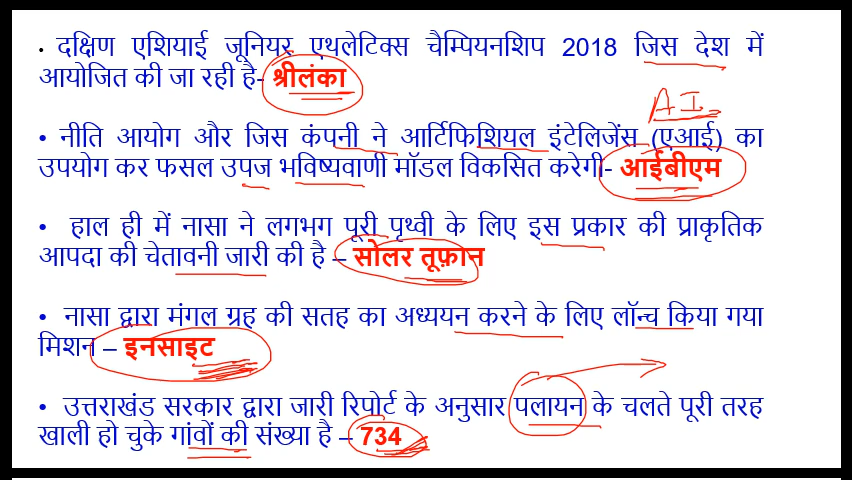 • दक्षिण एशियाई जूनियर एथलेटिक्स चैम्पियनशिप 2018 जिस देश में
आयोजित की जा रही है- श्रीलंका
AI
• नीति आयोग और जिस कंपनी ने आर्टिफिशियल इंटेलिजेंस (एआई) का
उपयोग कर फसल उपज भविष्यवाणी मॉडल विकसित करेगी- आईबीएम
• हाल ही में नासा ने लगभग पूरी पृथ्वी के लिए इस प्रकार की प्राकृतिक
आपदा की चेतावनी जारी की है – सोलर तूफ़ान
• नासा द्वारा मंगल ग्रह की सतह का अध्ययन करने के लिए लॉन्च किया गया
मिशन – इनसाइट
• उत्तराखंड सरकार द्वारा जारी रिपोर्ट के अनुसार पलायन के चलते पूरी तरह
खाली हो चुके गांवों की संख्या है – 734